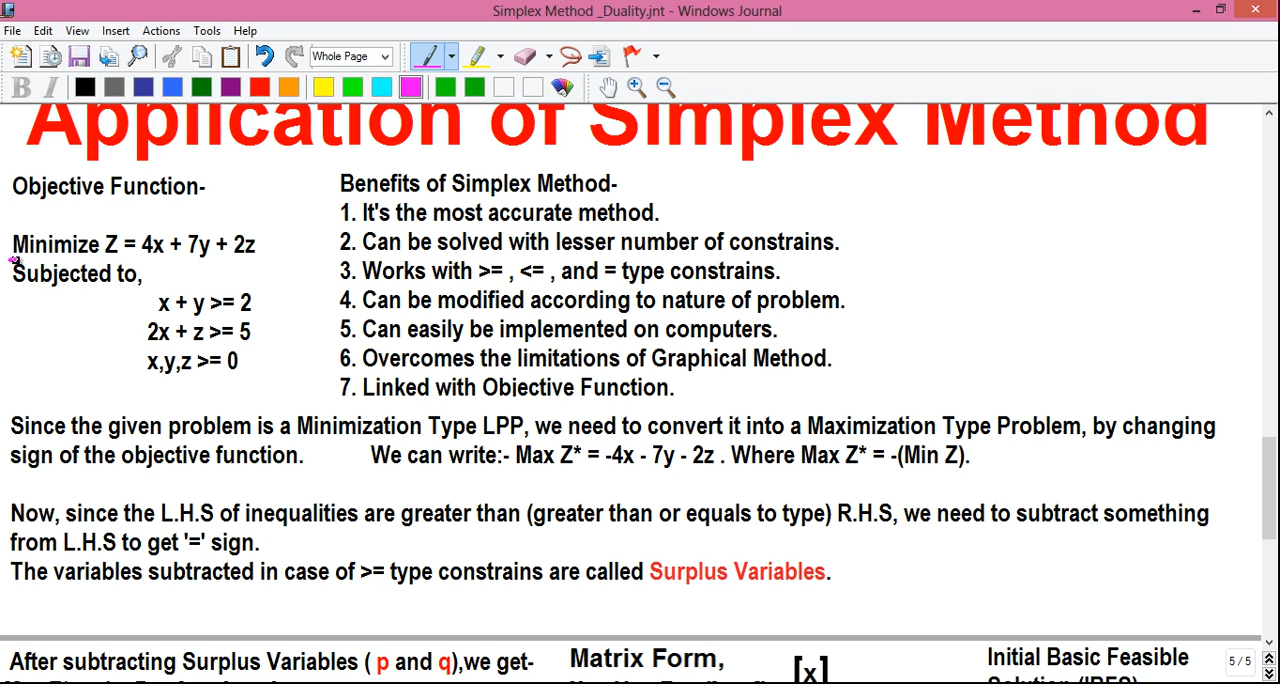 Simplex Method _Duality.jnt - Windows Journal
File Edit View Insert Actions Tools Help
Whole Page
B I
Application of Simplex Method
Objective Function-
Minimize Z = 4x + 7y + 2z
Subjected to,
x + y >= 2
2x + z >= 5
x,y,z >= 0
Benefits of Simplex Method-
1. It's the most accurate method.
2. Can be solved with lesser number of constrains.
3. Works with >= , <= , and = type constrains.
4. Can be modified according to nature of problem.
5. Can easily be implemented on computers.
6. Overcomes the limitations of Graphical Method.
7. Linked with Objective Function.
Since the given problem is a Minimization Type LPP, we need to convert it into a Maximization Type Problem, by changing
sign of the objective function. We can write:- Max Z* = -4x - 7y - 2z . Where Max Z* = -(Min Z).
Now, since the L.H.S of inequalities are greater than (greater than or equals to type) R.H.S, we need to subtract something
from L.H.S to get '=' sign.
The variables subtracted in case of >= type constrains are called Surplus Variables.
After subtracting Surplus Variables ( p and q),we get-
Matrix Form,
[x]
Initial Basic Feasible
5 / 5